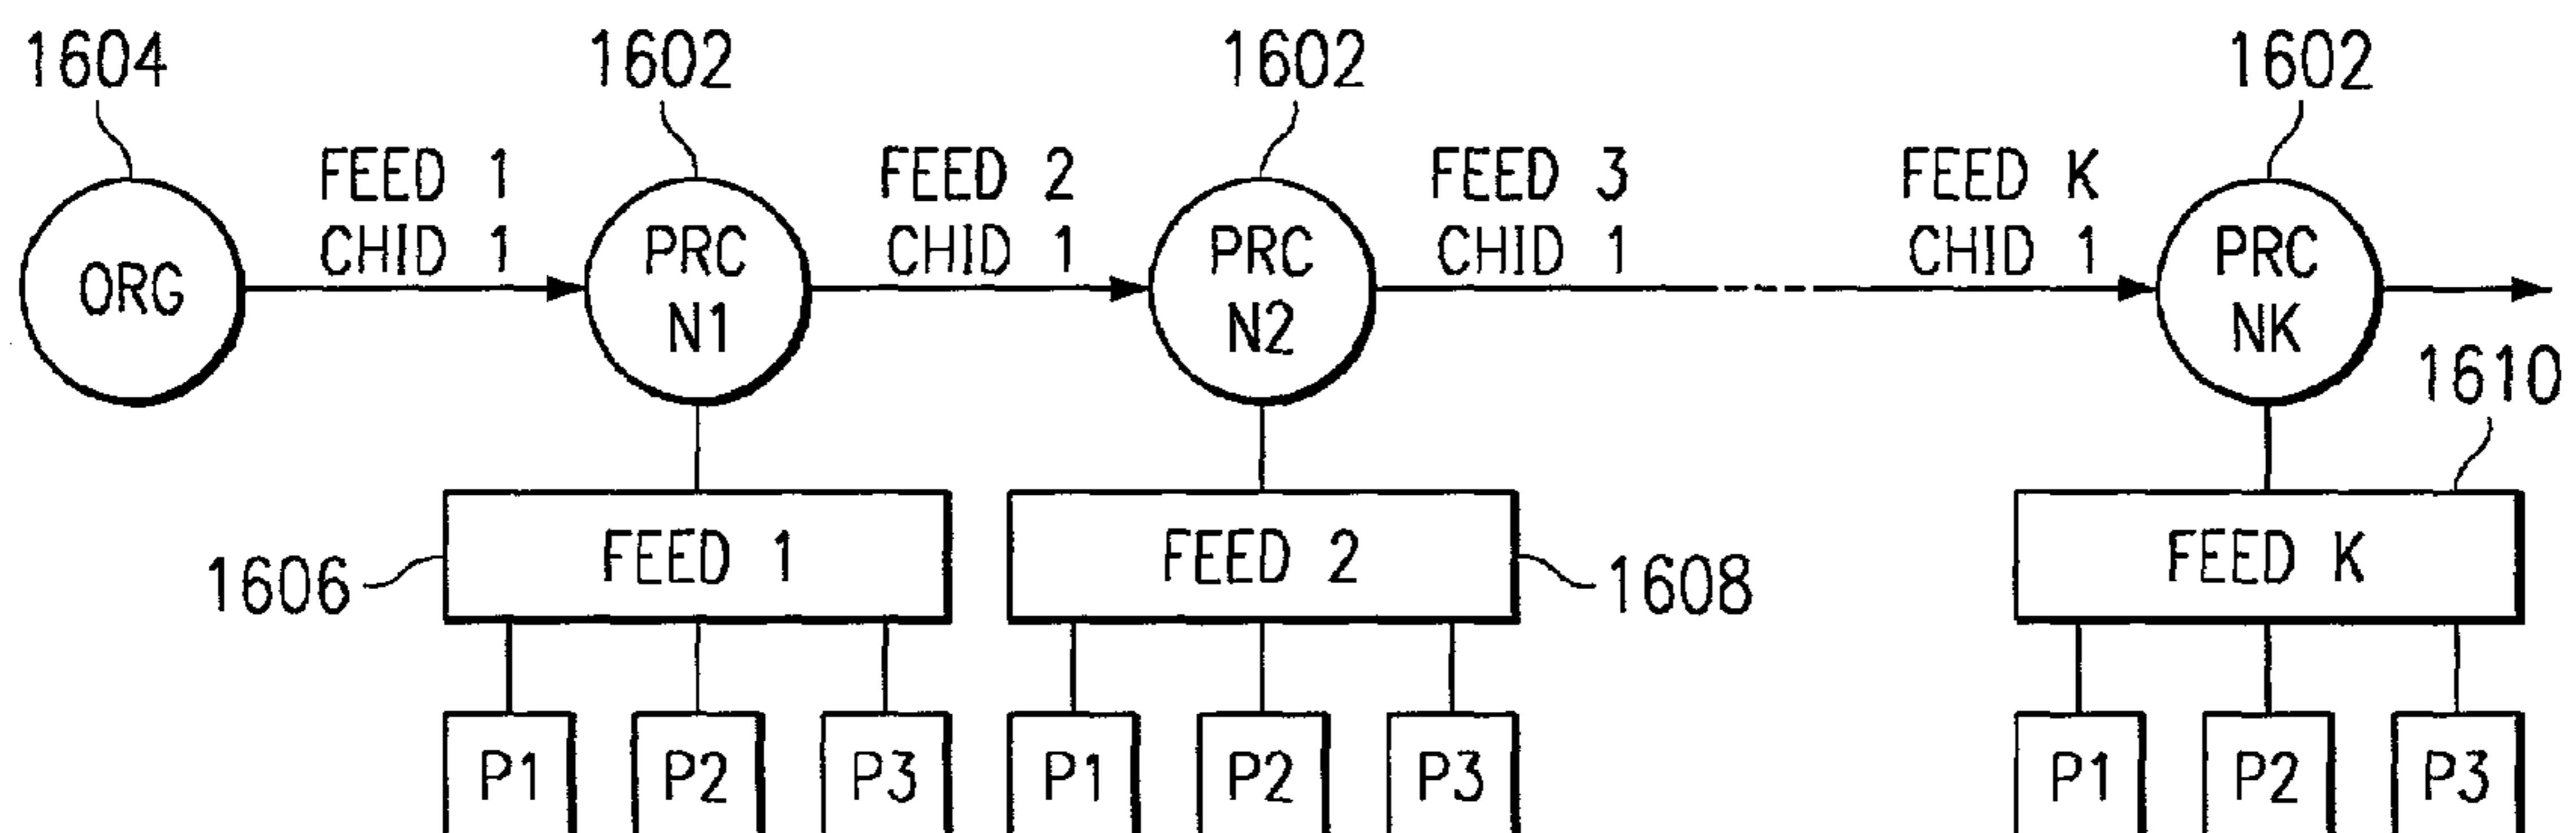 1604
1602
1602
1602
FEED 1
FEED 2
FEED 3
FEED K
CHID 1
CHID 1
CHID 1
CHID 1
ORG
PRC
N1
PRC
N2
PRC
NK
1610
1606
FEED 1
FEED 2
1608
FEED K
P1
P2
P3
P1
P2
P3
P1
P2
P3